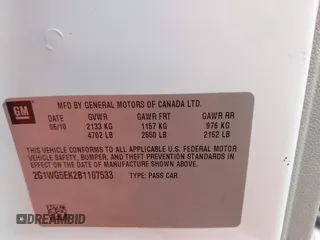 GM
MFD BY GENERAL MOTORS OF CANADA LTD.
DATE GVWR GAWR FRT GAWR RR
06/10 2133 KG 1157 KG 976 KG
4702 LB 2550 LB 2152 LB
THIS VEHICLE CONFORMS TO ALL APPLICABLE U.S. FEDERAL MOTOR
VEHICLE SAFETY, BUMPER, AND THEFT PREVENTION STANDARDS IN
EFFECT ON THE DATE OF MANUFACTURE SHOWN ABOVE.
2G1WG5EK2B1107533 TYPE: PASS CAR
DREAMBID